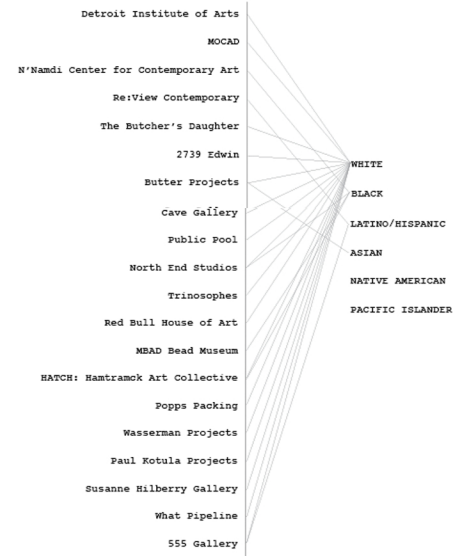 Detroit Institute of Arts
MOCAD
N'Namdi Center for Contemporary Art
Re:View Contemporary
The Butcher's Daughter
2739 Edwin
Butter Projects
Cave Gallery
Public Pool
North End Studios
Trinosophes
Red Bull House of Art
MBAD Bead Museum
HATCH: Hamtramck Art Collective
Popps Packing
Wasserman Projects
Paul Kotula Projects
Susanne Hilberry Gallery
What Pipeline
555 Gallery
WHITE
BLACK
LATINO/HISPANIC
ASIAN
NATIVE AMERICAN
PACIFIC ISLANDER